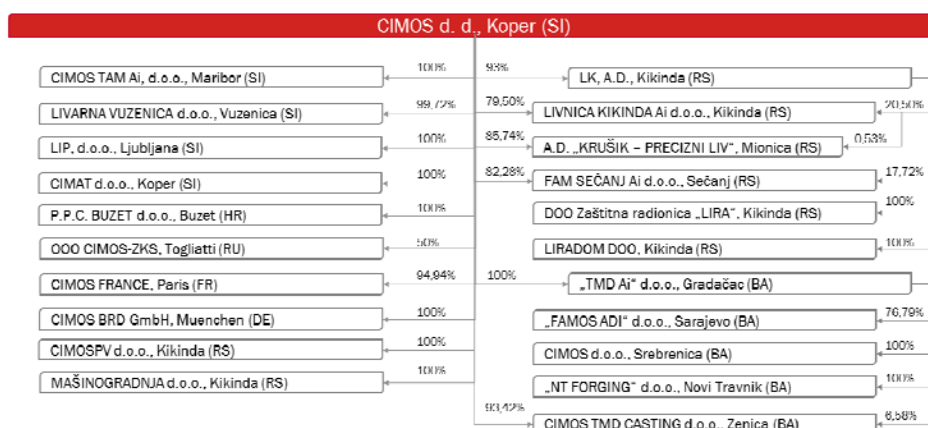 CIMOS d. d., Koper (SI)
100%
CIMOS TAM Ai, d.o.o., Maribor (SI)
99,72%
LIVARNA VUZENICA d.o.o., Vuzenica (SI)
100%
LIP, d.o.o., Ljubljana (SI)
100%
CIMAT d.o.o., Koper (SI)
100%
P.P.C. BUZET d.o.o., Buzet (HR)
50%
OOO CIMOS-ZKS, Togliatti (RU)
94,94%
CIMOS FRANCE, Paris (FR)
100%
CIMOS BRD GmbH, Muenchen (DE)
100%
CIMOSPV d.o.o., Kikinda (RS)
100%
MAŠINOGRADNJA d.o.o., Kikinda (RS)
93%
LK, A.D., Kikinda (RS)
79,50%
LIVNICA KIKINDA Ai d.o.o., Kikinda (RS)
20,50%
85,74%
A.D. „KRUŠIK – PRECIZNI LIV“, Mionica (RS)
0,53%
82,28%
FAM SEČANJ Ai d.o.o., Sečanj (RS)
17,72%
DOO Zaštitna radionica „LIRA“, Kikinda (RS)
100%
LIRADOM DOO, Kikinda (RS)
100%
100%
„TMD Ai“ d.o.o., Gradačac (BA)
„FAMOS ADI“ d.o.o., Sarajevo (BA)
76,79%
CIMOS d.o.o., Srebrenica (BA)
100%
„NT FORGING“ d.o.o., Novi Travnik (BA)
100%
93,42%
CIMOS TMD CASTING d.o.o., Zenica (BA)
6,58%